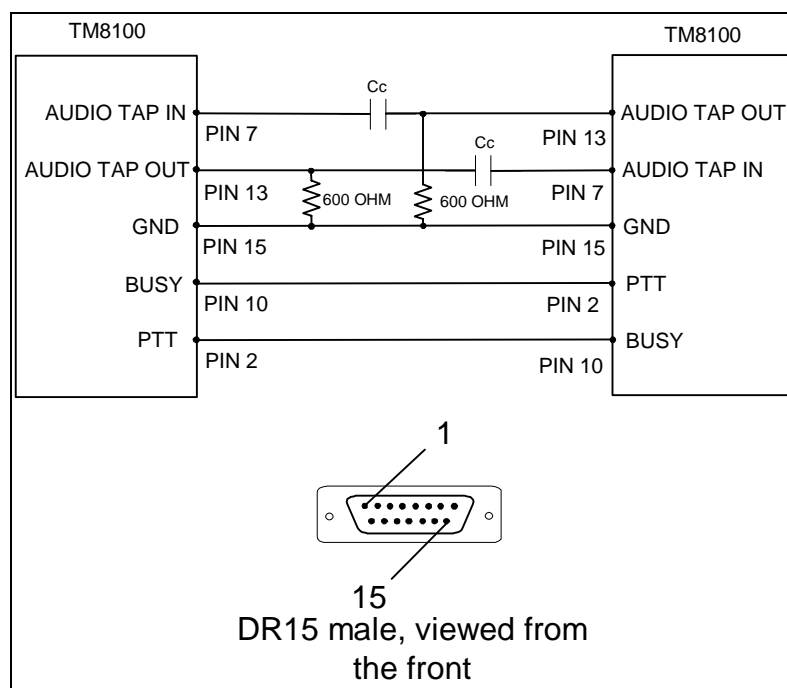 TM8100
TM8100
Cc
AUDIO TAP IN
PIN 7
PIN 13
AUDIO TAP OUT
Cc
AUDIO TAP OUT
PIN 13
600 OHM
600 OHM
PIN 7
AUDIO TAP IN
GND
PIN 15
PIN 15
GND
BUSY
PIN 10
PIN 2
PTT
PTT
PIN 2
PIN 10
BUSY
1
15
DR15 male, viewed from
the front